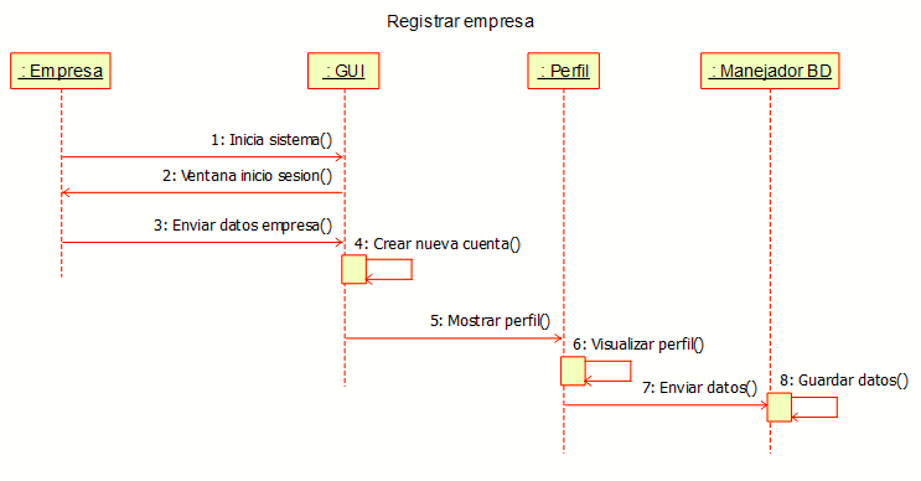 Registrar empresa
: Empresa
: GUI
: Perfil
: Manejador BD
1: Inicia sistema()
2: Ventana inicio sesion()
3: Enviar datos empresa()
4: Crear nueva cuenta()
5: Mostrar perfil()
6: Visualizar perfil()
7: Enviar datos()
8: Guardar datos()